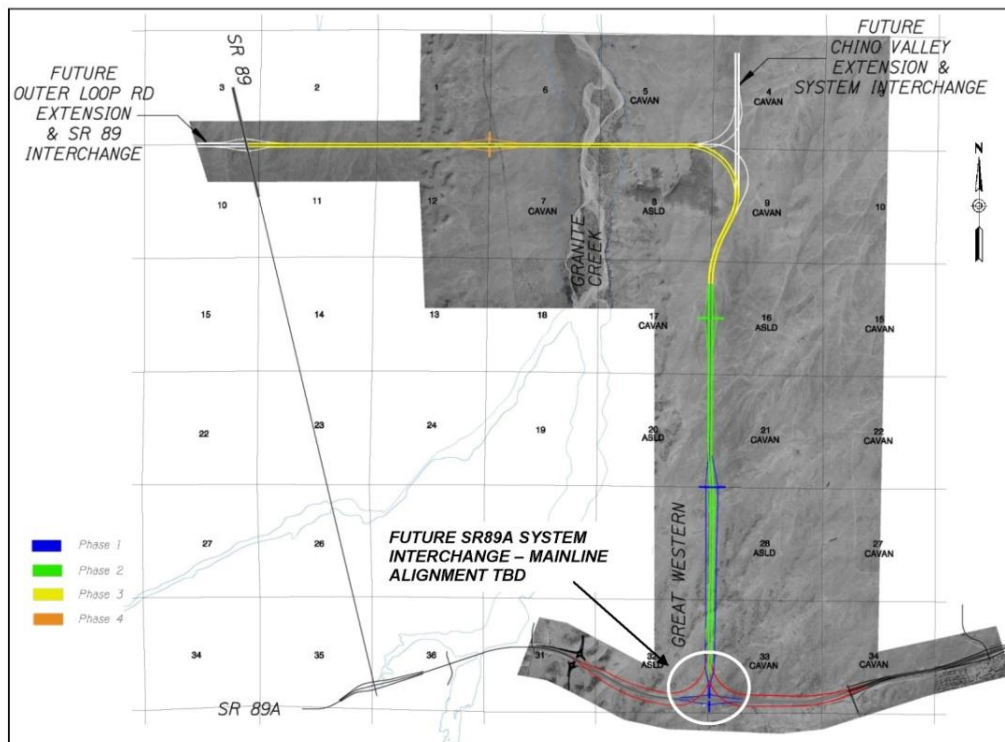 FUTURE
OUTER LOOP RD
EXTENSION
& SR 89
INTERCHANGE
SR 89
FUTURE
CHINO VALLEY
EXTENSION &
SYSTEM INTERCHANGE
3
2
1
6
5
CAVAN
4
CAVAN
N
10
11
12
7
CAVAN
8
ASLD
9
CAVAN
10
GRANITE
CREEK
15
14
13
18
17
CAVAN
16
ASLD
15
CAVAN
22
23
24
19
20
ASLD
21
CAVAN
22
CAVAN
Phase 1
Phase 2
Phase 3
Phase 4
27
26
FUTURE SR89A SYSTEM
INTERCHANGE – MAINLINE
ALIGNMENT TBD
GREAT WESTERN
28
ASLD
27
CAVAN
34
35
36
31
32
ASLD
33
CAVAN
34
CAVAN
SR 89A